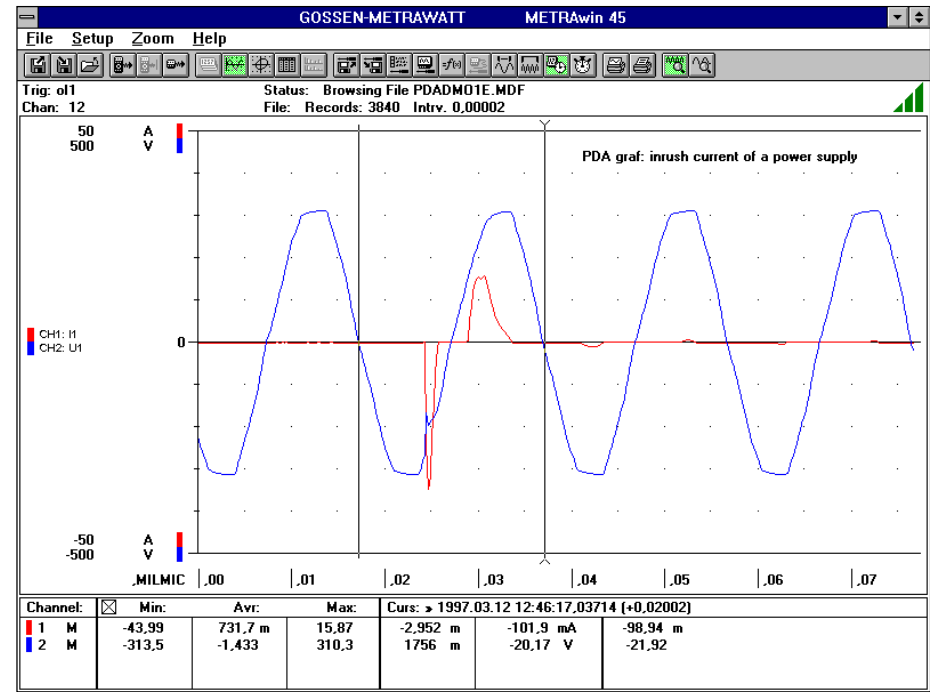 GOSSEN-METRAWATT METRAwin 45
File Setup Zoom Help
Trig: ol1 Status: Browsing File PDADMO1E.MDF
Chan: 12 File: Records: 3840 Intrv. 0,00002
50 A
500 V
PDA graf: inrush current of a power supply
CH1: I1
CH2: U1
0
-50 A
-500 V
,MILMIC ,00 ,01 ,02 ,03 ,04 ,05 ,06 ,07
Channel: Min: Avr: Max: Curs: » 1997.03.12 12:46:17,03714 (+0,02002)
1 M -43,99 731,7 m 15,87 -2,952 m -101,9 mA -98,94 m
2 M -313,5 -1,433 310,3 1756 m -20,17 V -21,92